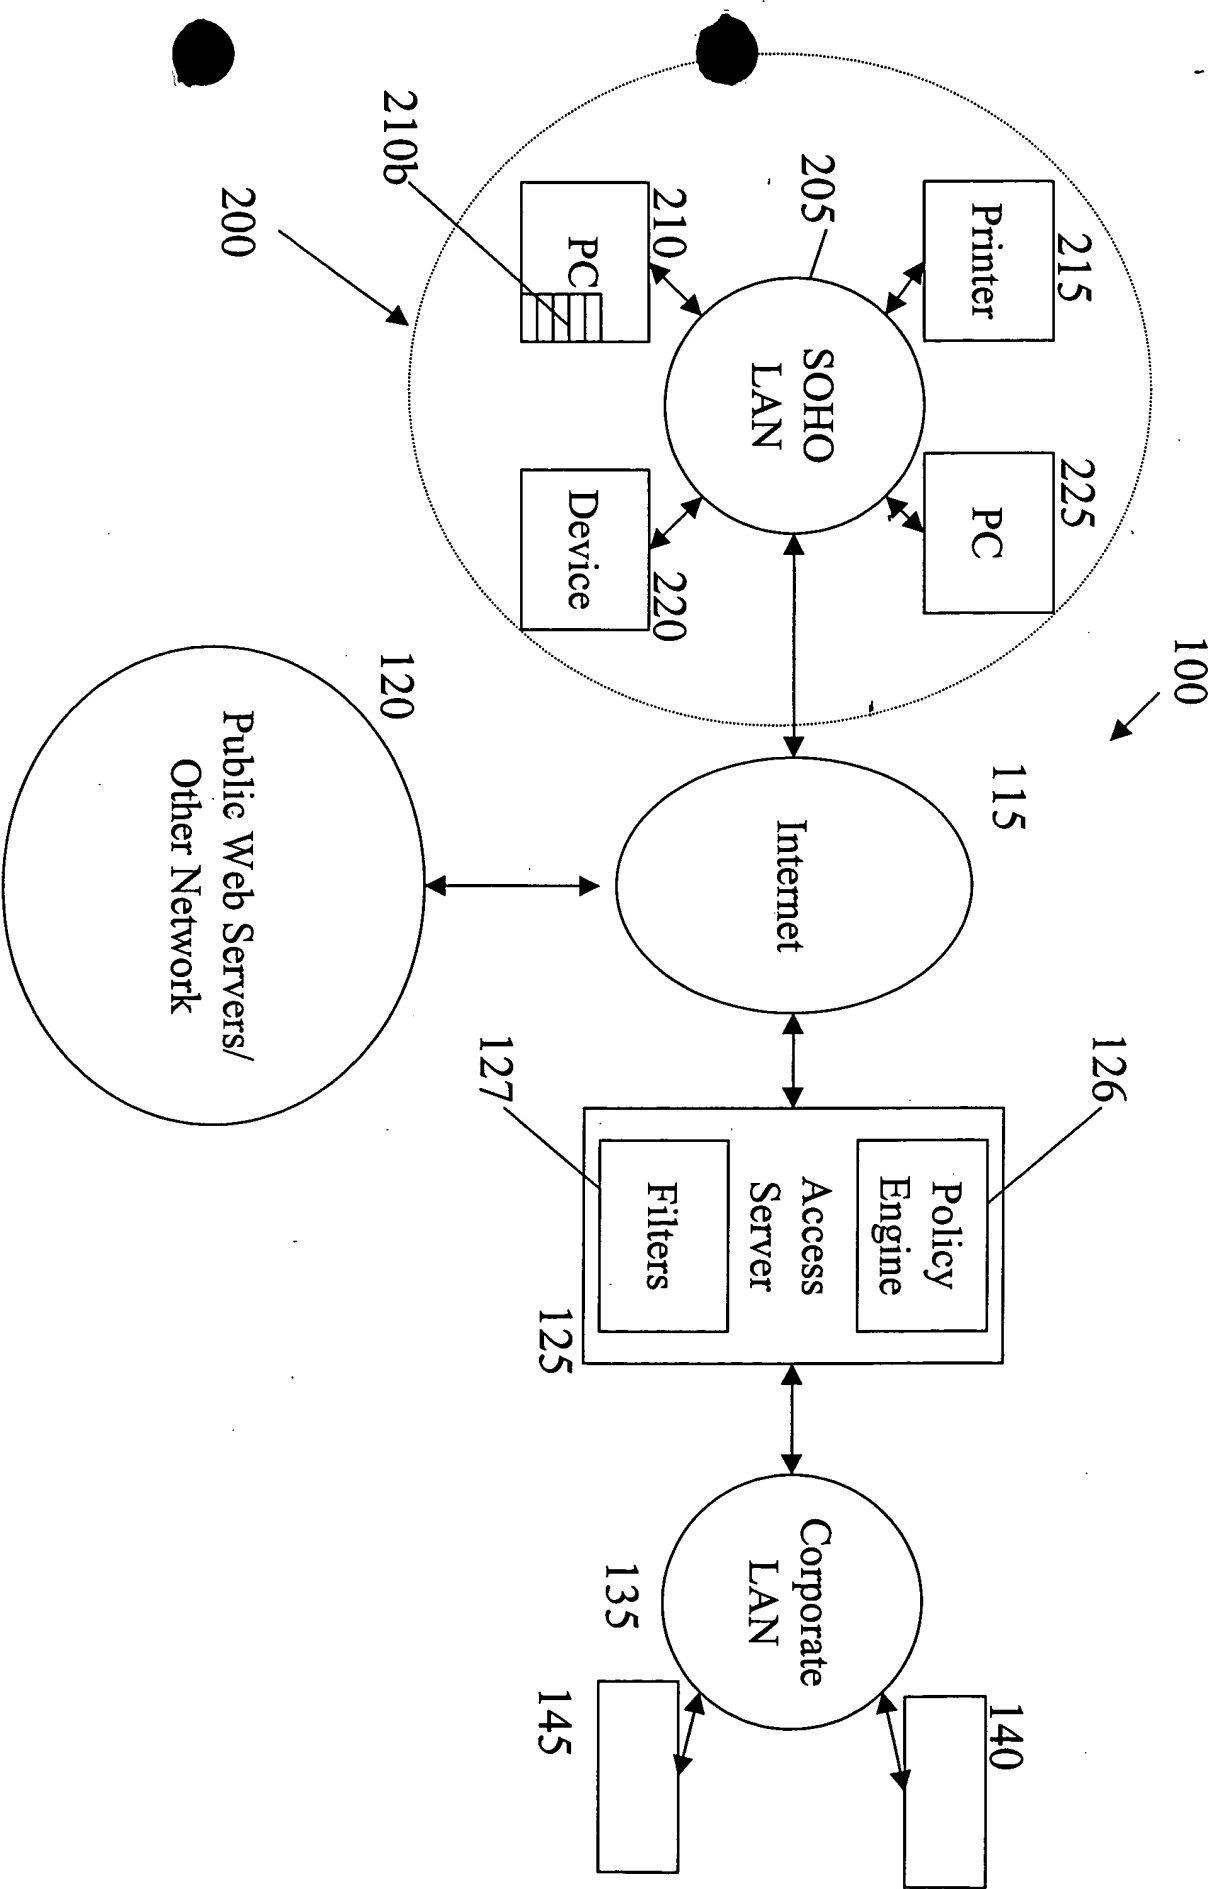 100
215
Printer
225
PC
205
SOHO
LAN
210
PC
210b
220
Device
200
115
Internet
120
Public Web Servers/
Other Network
126
Policy
Engine
Access
Server
Filters
127
125
Corporate
LAN
135
140
145